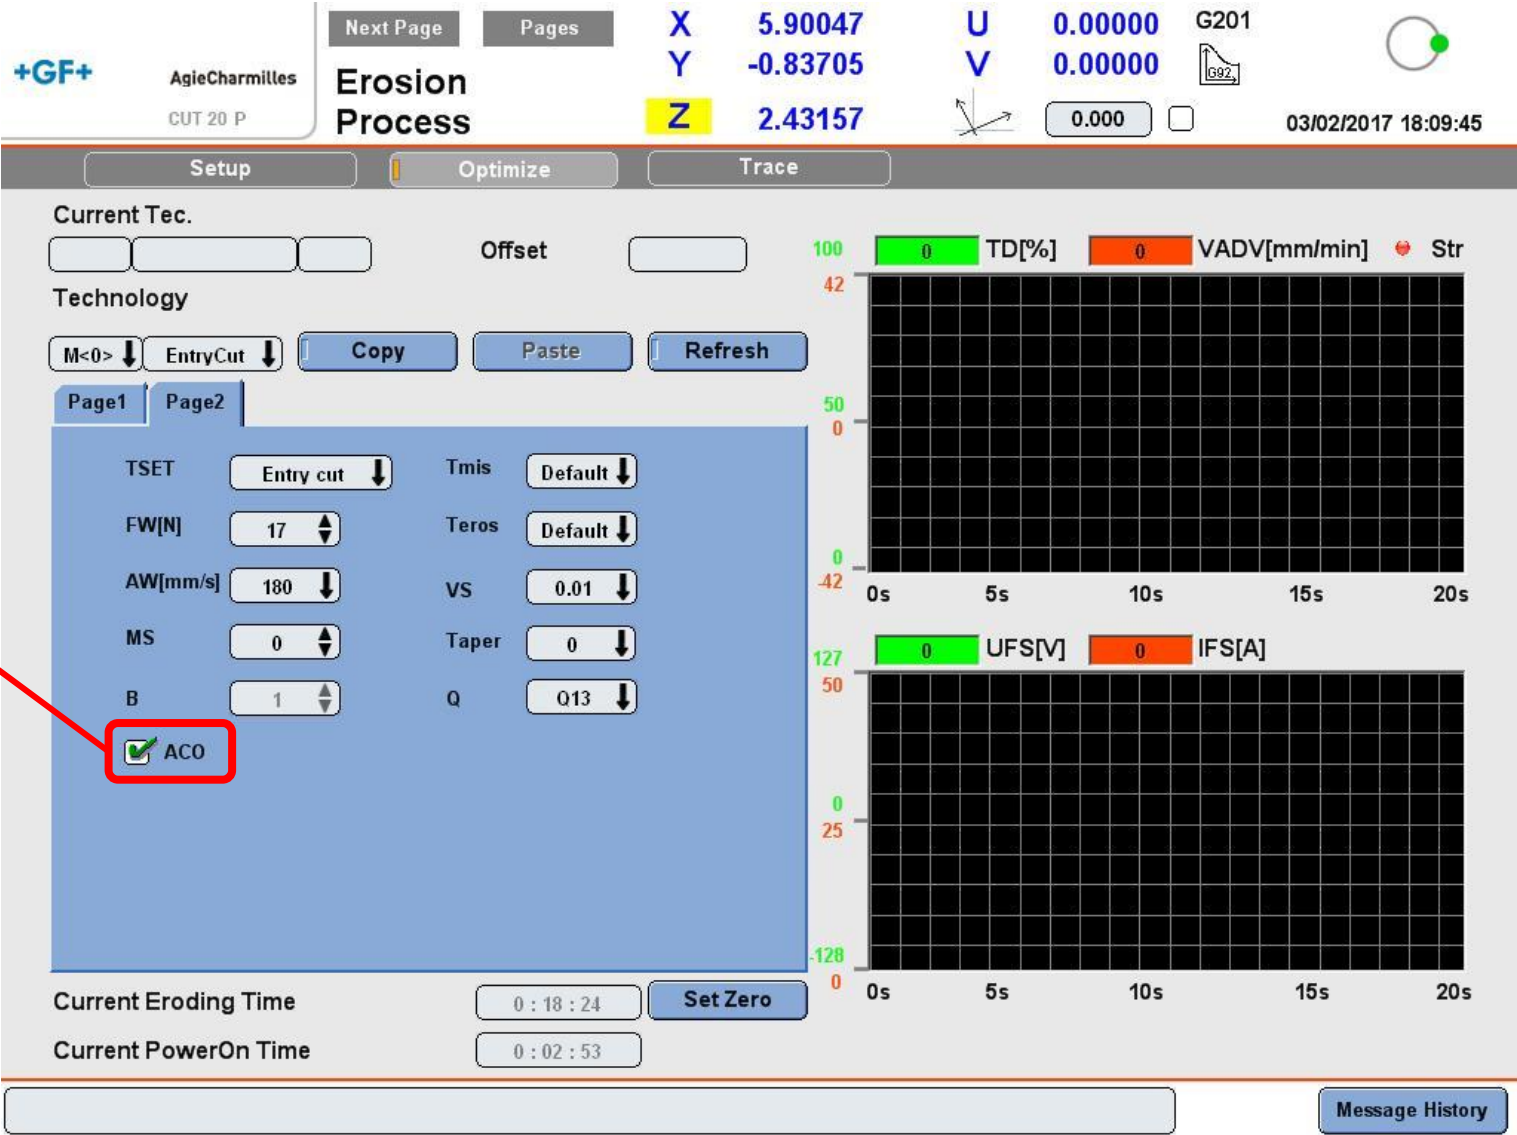 Next Page Pages X 5.90047 U 0.00000 G201
+GF+ AgieCharmilles Erosion Y -0.83705 V 0.00000 G92
CUT 20 P Process Z 2.43157 0.000 03/02/2017 18:09:45
Setup Optimize Trace
Current Tec.
Offset
Technology
M<0> EntryCut Copy Paste Refresh
Page1 Page2
TSET Entry cut Tmis Default
FW[N] 17 Teros Default
AW[mm/s] 180 VS 0.01
MS 0 Taper 0
B 1 Q Q13
ACO
Current Eroding Time 0 : 18 : 24 Set Zero
Current PowerOn Time 0 : 02 : 53
100 0 TD[%] 0 VADV[mm/min] Str
42
50
0
0
-42
0s 5s 10s 15s 20s
127 0 UFS[V] 0 IFS[A]
50
0
25
-128
0
0s 5s 10s 15s 20s
Message History